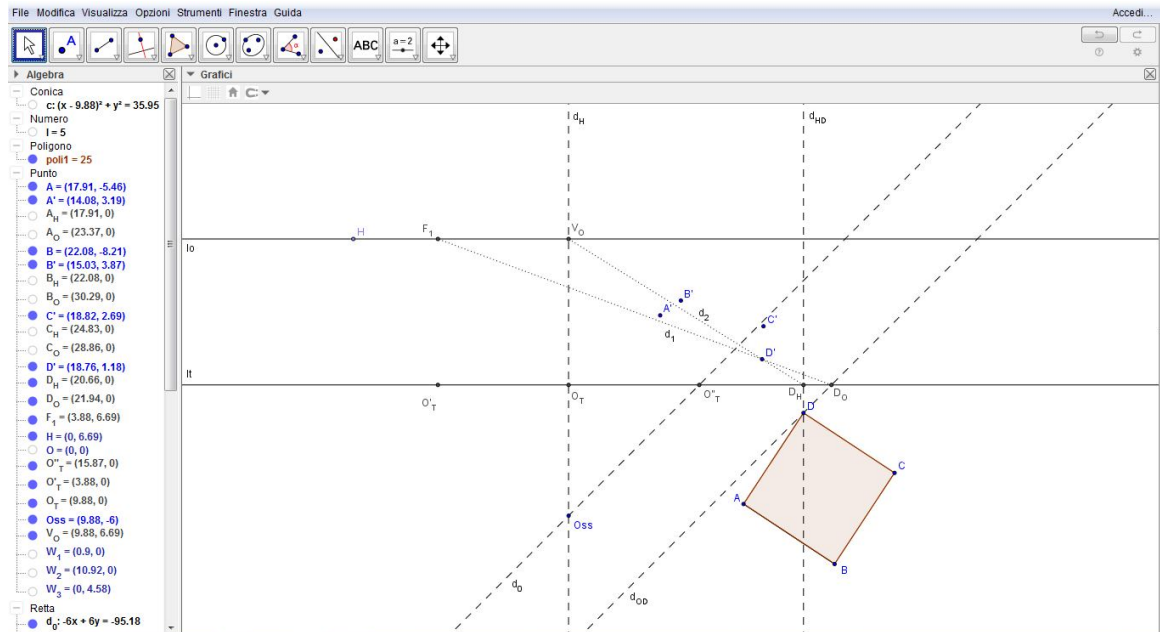 File Modifica Visualizza Opzioni Strumenti Finestra Guida Accedi...
A ABC a = 2
Algebra
Grafici
Conica
c: (x - 9.88)² + y² = 35.95
Numero
l = 5
Poligono
poli1 = 25
Punto
A = (17.91, -5.46)
A' = (14.08, 3.19)
A_H = (17.91, 0)
A_O = (23.37, 0)
B = (22.08, -8.21)
B' = (15.03, 3.87)
B_H = (22.08, 0)
B_O = (30.29, 0)
C' = (18.82, 2.69)
C_H = (24.83, 0)
C_O = (28.86, 0)
D' = (18.76, 1.18)
D_H = (20.66, 0)
D_O = (21.94, 0)
F_1 = (3.88, 6.69)
H = (0, 6.69)
O = (0, 0)
O''_T = (15.87, 0)
O'_T = (3.88, 0)
O_T = (9.88, 0)
Oss = (9.88, -6)
V_O = (9.88, 6.69)
W_1 = (0.9, 0)
W_2 = (10.92, 0)
W_3 = (0, 4.58)
Retta
d_0: -6x + 6y = -95.18
d_H
d_HD
H
F_1
V_O
lo
B'
A'
d_2
C'
d_1
D'
lt
O'_T
O_T
O''_T
D_H
D_O
D
C
A
Oss
B
d_0
d_OD